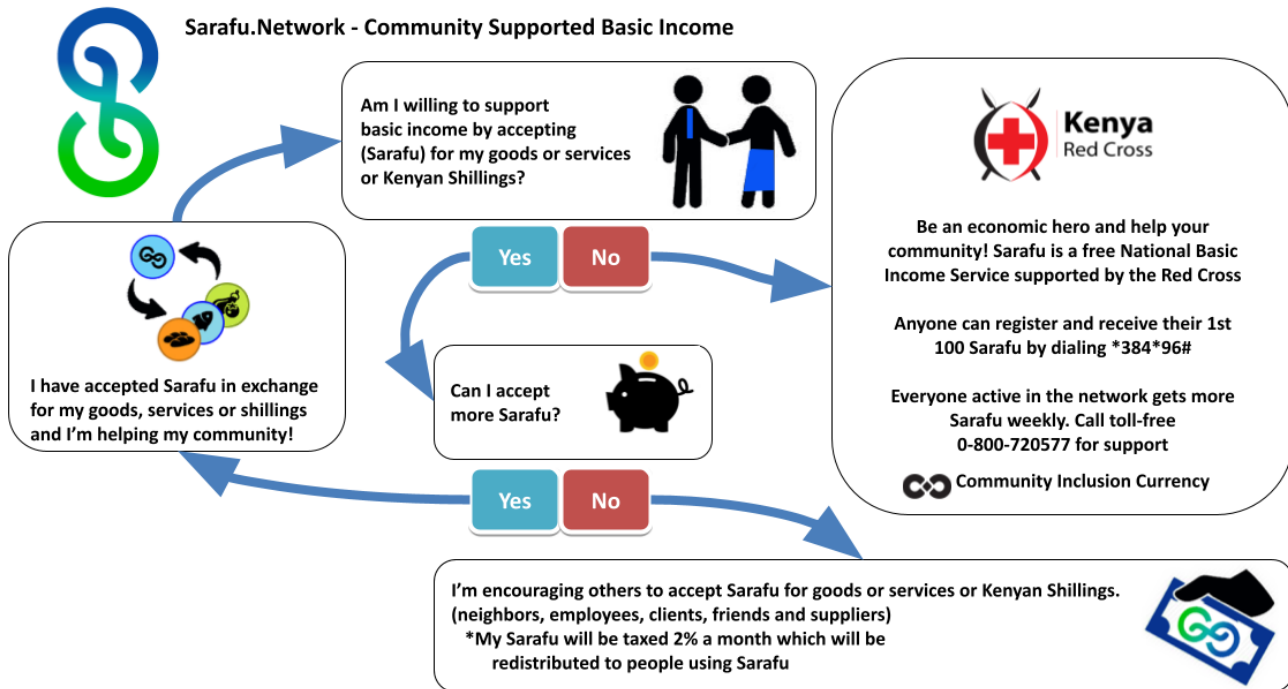 Sarafu.Network - Community Supported Basic Income
Am I willing to support
basic income by accepting
(Sarafu) for my goods or services
or Kenyan Shillings?
Yes
No
Kenya
Red Cross
Be an economic hero and help your
community! Sarafu is a free National Basic
Income Service supported by the Red Cross
Anyone can register and receive their 1st
100 Sarafu by dialing *384*96#
Everyone active in the network gets more
Sarafu weekly. Call toll-free
0-800-720577 for support
Community Inclusion Currency
I have accepted Sarafu in exchange
for my goods, services or shillings
and I'm helping my community!
Can I accept
more Sarafu?
Yes
No
I'm encouraging others to accept Sarafu for goods or services or Kenyan Shillings.
(neighbors, employees, clients, friends and suppliers)
*My Sarafu will be taxed 2% a month which will be
redistributed to people using Sarafu